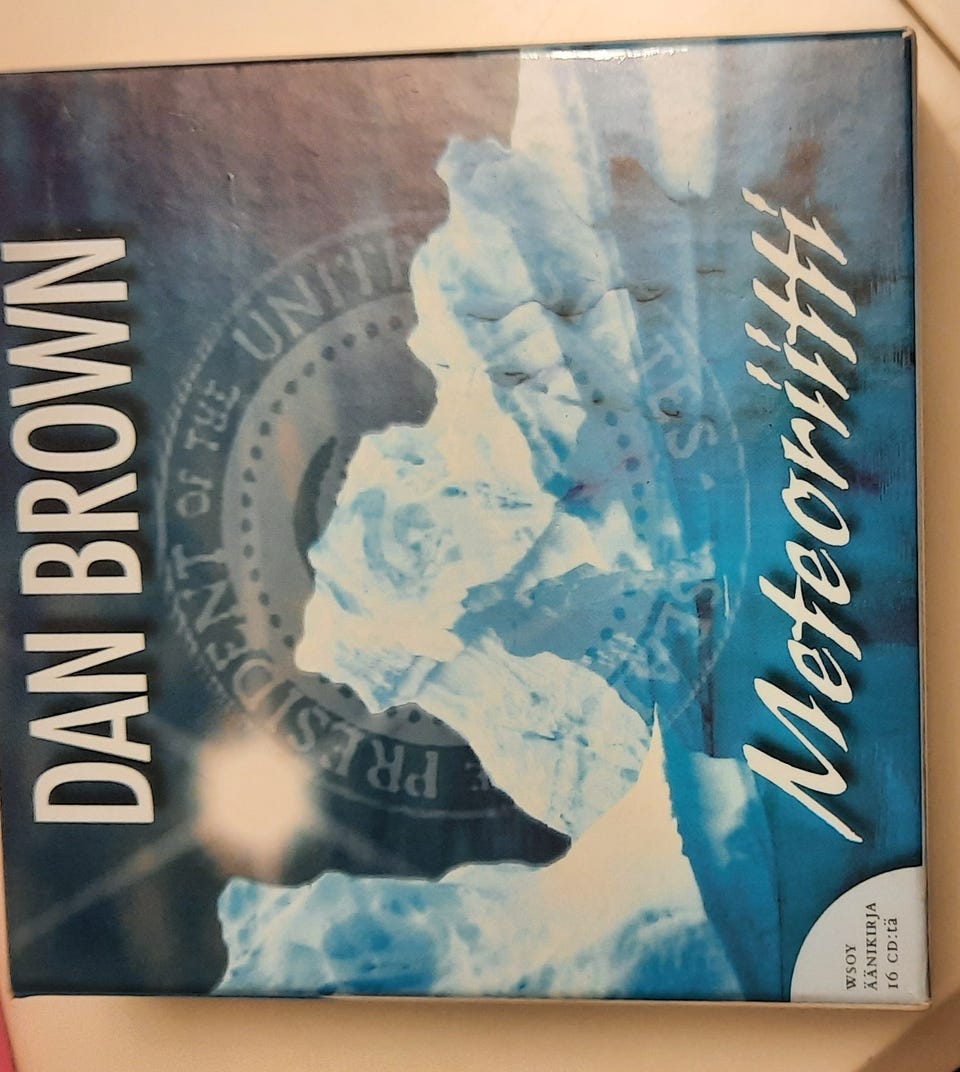 DAN BROWN
PRESIDENT OF THE UNITED STATES
Meteoriitti
WSOY
ÄÄNIKIRJA
16 CD:tä